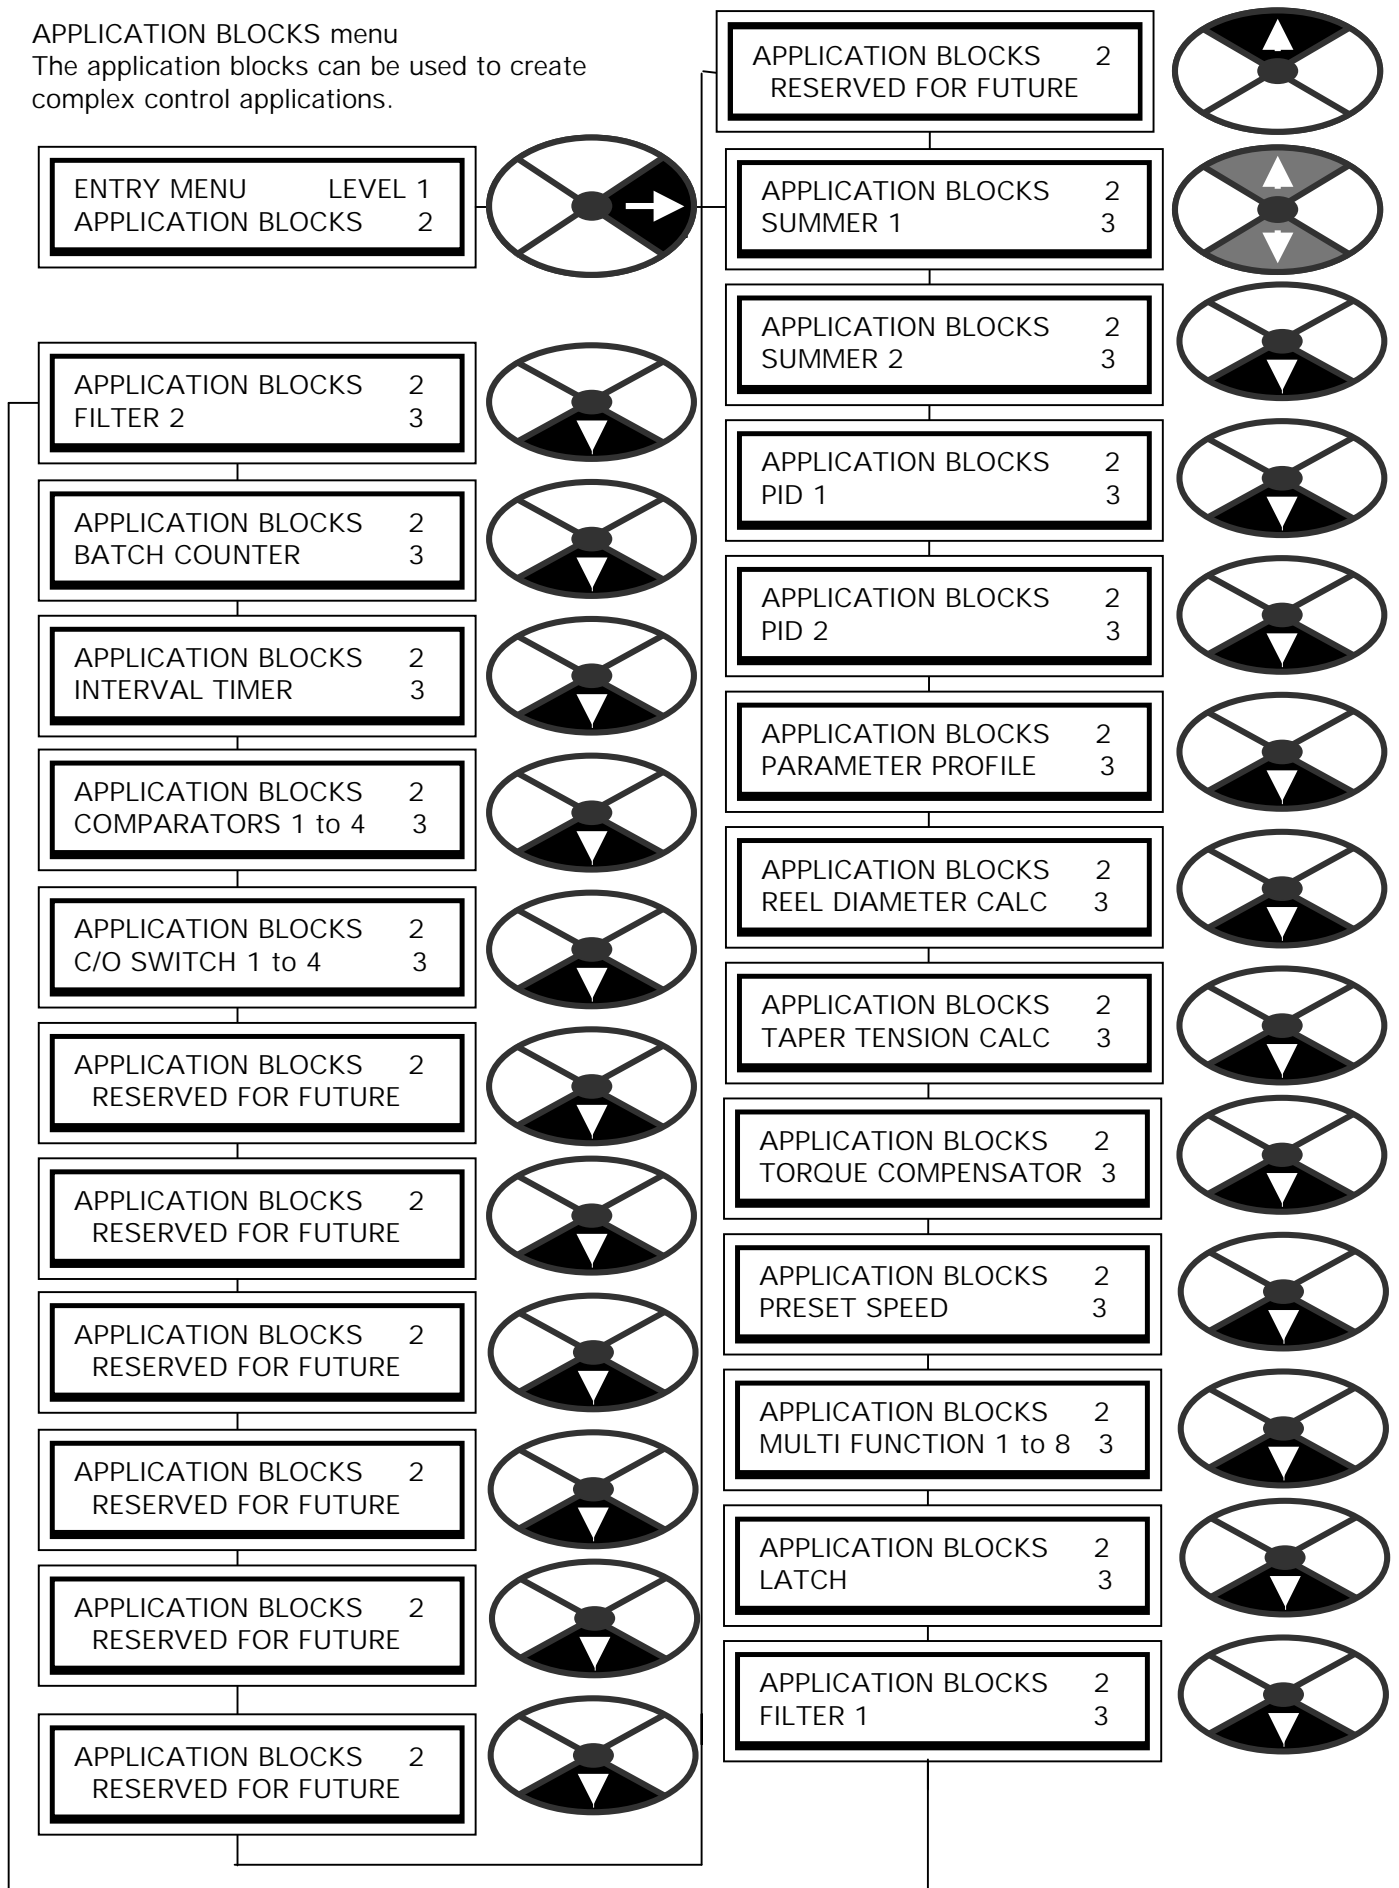 APPLICATION BLOCKS menu
The application blocks can be used to create
complex control applications.
ENTRY MENU LEVEL 1
APPLICATION BLOCKS 2
APPLICATION BLOCKS 2
FILTER 2 3
APPLICATION BLOCKS 2
BATCH COUNTER 3
APPLICATION BLOCKS 2
INTERVAL TIMER 3
APPLICATION BLOCKS 2
COMPARATORS 1 to 4 3
APPLICATION BLOCKS 2
C/O SWITCH 1 to 4 3
APPLICATION BLOCKS 2
RESERVED FOR FUTURE
APPLICATION BLOCKS 2
RESERVED FOR FUTURE
APPLICATION BLOCKS 2
RESERVED FOR FUTURE
APPLICATION BLOCKS 2
RESERVED FOR FUTURE
APPLICATION BLOCKS 2
RESERVED FOR FUTURE
APPLICATION BLOCKS 2
RESERVED FOR FUTURE
APPLICATION BLOCKS 2
RESERVED FOR FUTURE
APPLICATION BLOCKS 2
SUMMER 1 3
APPLICATION BLOCKS 2
SUMMER 2 3
APPLICATION BLOCKS 2
PID 1 3
APPLICATION BLOCKS 2
PID 2 3
APPLICATION BLOCKS 2
PARAMETER PROFILE 3
APPLICATION BLOCKS 2
REEL DIAMETER CALC 3
APPLICATION BLOCKS 2
TAPER TENSION CALC 3
APPLICATION BLOCKS 2
TORQUE COMPENSATOR 3
APPLICATION BLOCKS 2
PRESET SPEED 3
APPLICATION BLOCKS 2
MULTI FUNCTION 1 to 8 3
APPLICATION BLOCKS 2
LATCH 3
APPLICATION BLOCKS 2
FILTER 1 3